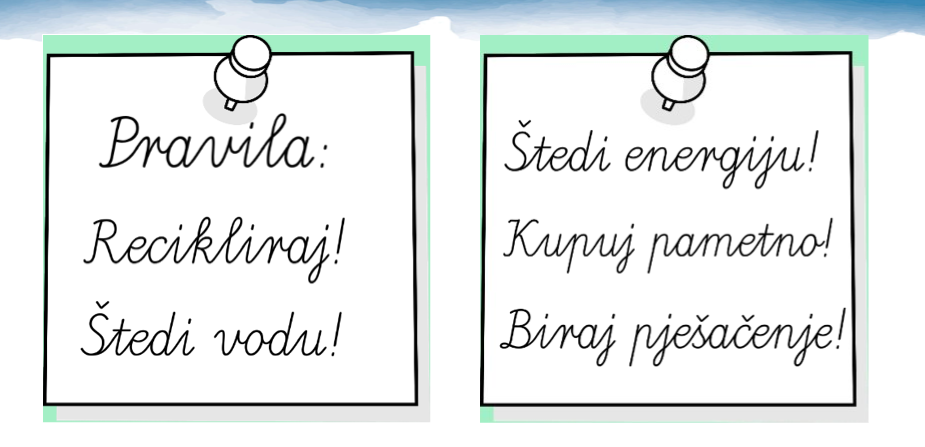 Pravila:
Recikliraj!
Štedi vodu!
Štedi energiju!
Kupuj pametno!
Biraj pješačenje!